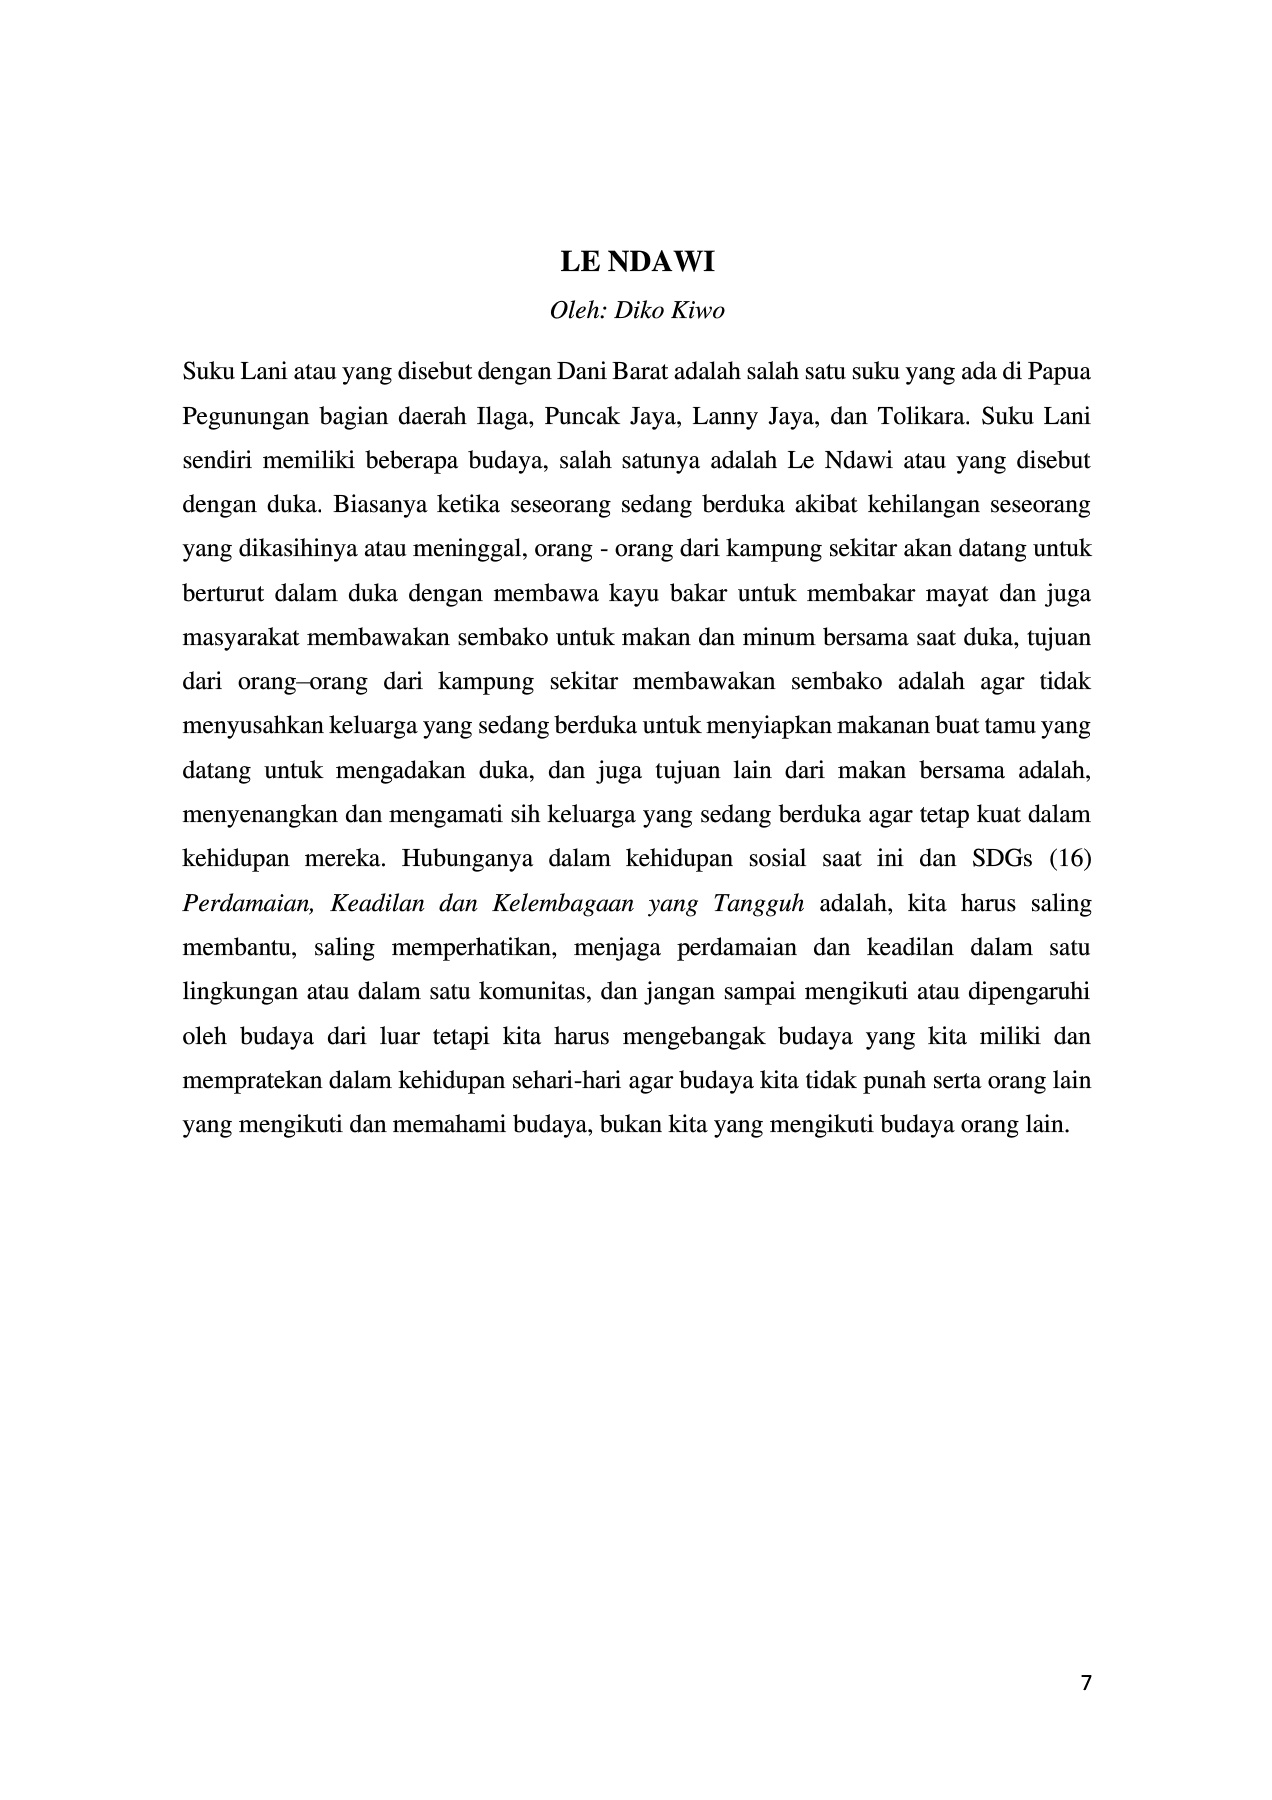 LE NDAWI
Oleh: Diko Kiwo
Suku Lani atau yang disebut dengan Dani Barat adalah salah satu suku yang ada di Papua
Pegunungan bagian daerah Ilaga, Puncak Jaya, Lanny Jaya, dan Tolikara. Suku Lani
sendiri memiliki beberapa budaya, salah satunya adalah Le Ndawi atau yang disebut
dengan duka. Biasanya ketika seseorang sedang berduka akibat kehilangan seseorang
yang dikasihinya atau meninggal, orang - orang dari kampung sekitar akan datang untuk
berturut dalam duka dengan membawa kayu bakar untuk membakar mayat dan juga
masyarakat membawakan sembako untuk makan dan minum bersama saat duka, tujuan
dari orang–orang dari kampung sekitar membawakan sembako adalah agar tidak
menyusahkan keluarga yang sedang berduka untuk menyiapkan makanan buat tamu yang
datang untuk mengadakan duka, dan juga tujuan lain dari makan bersama adalah,
menyenangkan dan mengamati sih keluarga yang sedang berduka agar tetap kuat dalam
kehidupan mereka. Hubunganya dalam kehidupan sosial saat ini dan SDGs (16)
Perdamaian, Keadilan dan Kelembagaan yang Tangguh adalah, kita harus saling
membantu, saling memperhatikan, menjaga perdamaian dan keadilan dalam satu
lingkungan atau dalam satu komunitas, dan jangan sampai mengikuti atau dipengaruhi
oleh budaya dari luar tetapi kita harus mengebangak budaya yang kita miliki dan
mempratekan dalam kehidupan sehari-hari agar budaya kita tidak punah serta orang lain
yang mengikuti dan memahami budaya, bukan kita yang mengikuti budaya orang lain.
7